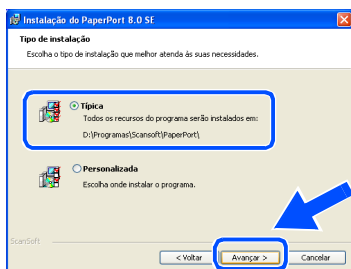 Instalação do PaperPort 8.0 SE
Tipo de instalação
Escolha o tipo de instalação que melhor atenda às suas necessidades.
Típica
Todos os recursos do programa serão instalados em:
D:\Programas\Scansoft\PaperPort\
Personalizada
Escolha onde instalar o programa.
ScanSoft
< Voltar
Avançar >
Cancelar